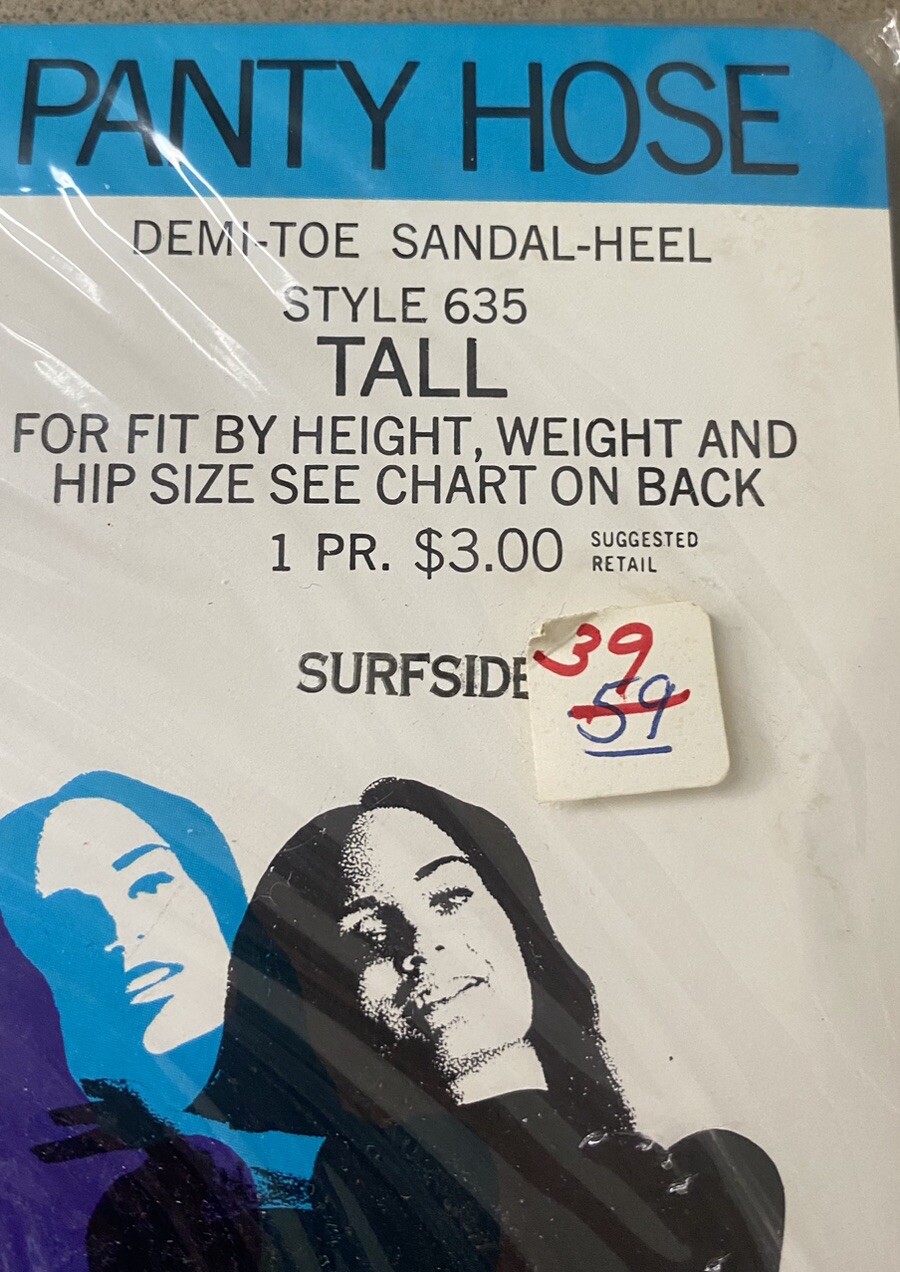 PANTY HOSE
DEMI-TOE SANDAL-HEEL
STYLE 635
TALL
FOR FIT BY HEIGHT, WEIGHT AND
HIP SIZE SEE CHART ON BACK
1 PR. $3.00 SUGGESTED
RETAIL
SURFSIDE
39
59